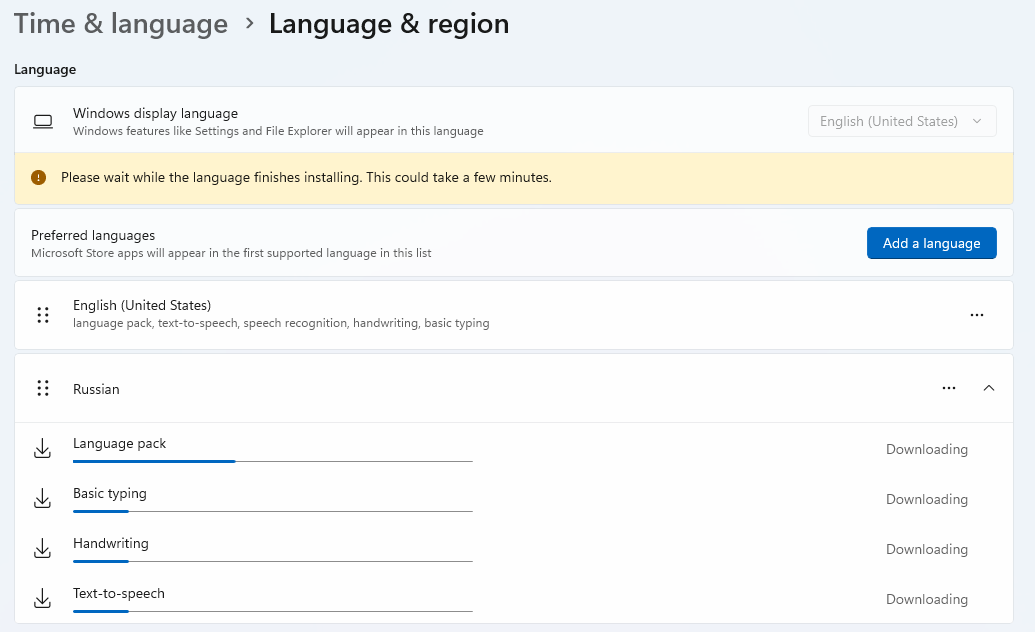 Time & language > Language & region
Language
Windows display language
Windows features like Settings and File Explorer will appear in this language
English (United States)
Please wait while the language finishes installing. This could take a few minutes.
Preferred languages
Microsoft Store apps will appear in the first supported language in this list
Add a language
English (United States)
language pack, text-to-speech, speech recognition, handwriting, basic typing
Russian
Language pack
Downloading
Basic typing
Downloading
Handwriting
Downloading
Text-to-speech
Downloading